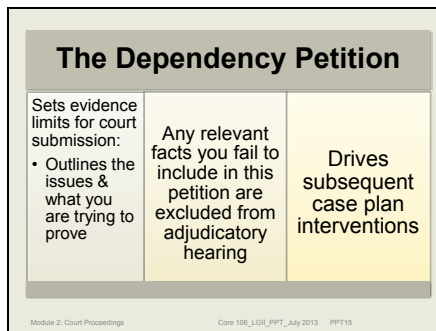 The Dependency Petition
Sets evidence
limits for court
submission:
• Outlines the
issues &
what you
are trying to
prove
Any relevant
facts you fail to
include in this
petition are
excluded from
adjudicatory
hearing
Drives
subsequent
case plan
interventions
Module 2: Court Proceedings Core 106_LGII_PPT_July 2013 PPT15